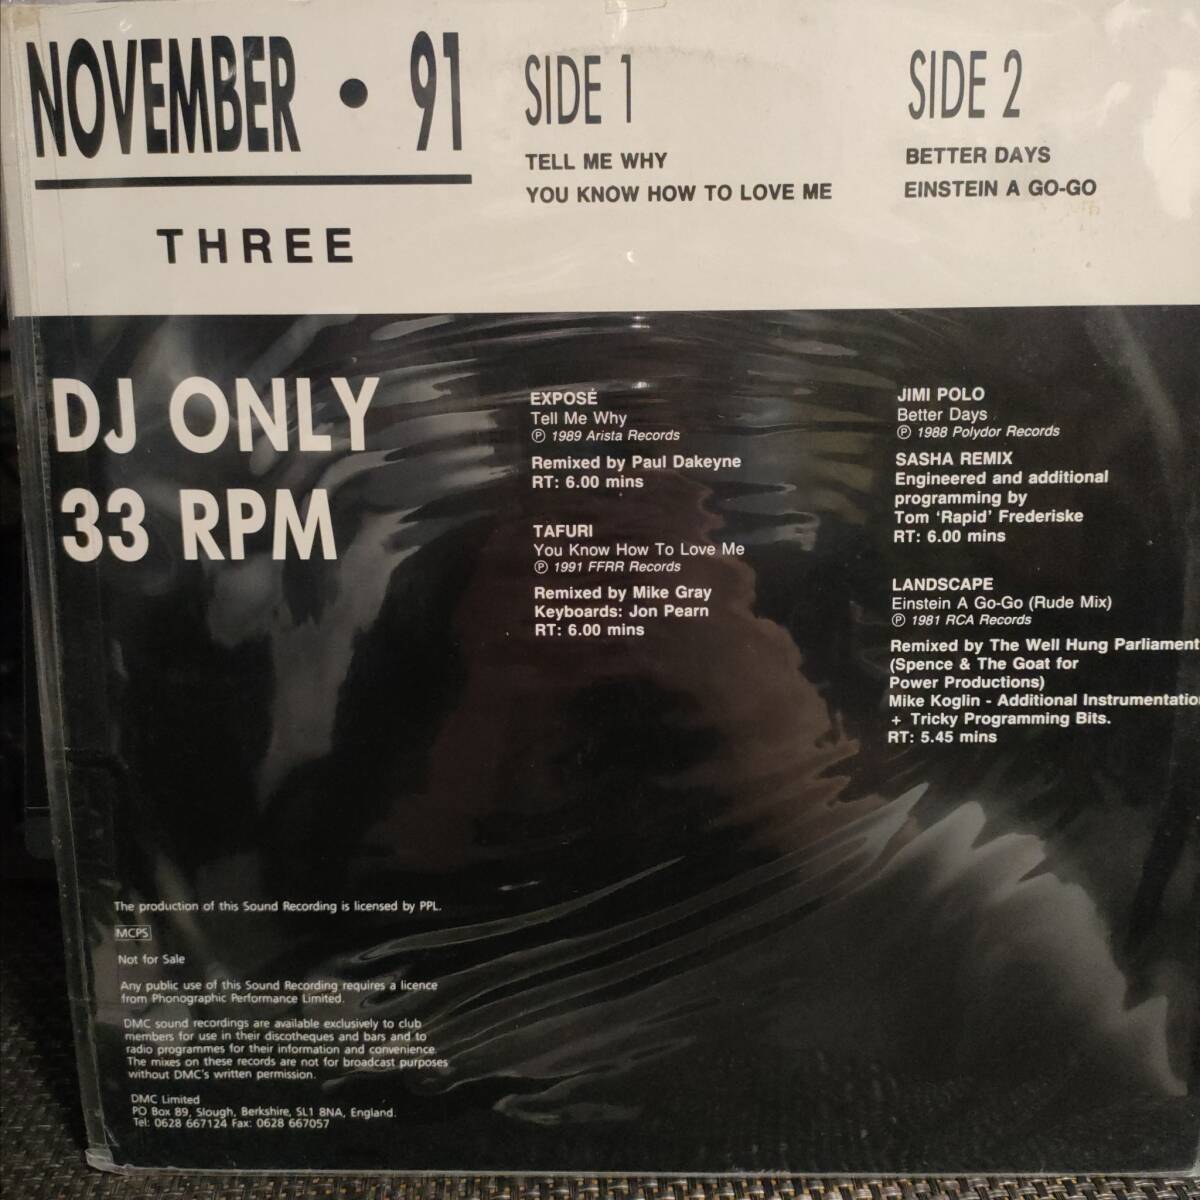 NOVEMBER • 91
THREE
SIDE 1
TELL ME WHY
YOU KNOW HOW TO LOVE ME
SIDE 2
BETTER DAYS
EINSTEIN A GO-GO
DJ ONLY
33 RPM
EXPOSÉ
Tell Me Why
℗ 1989 Arista Records
Remixed by Paul Dakeyne
RT: 6.00 mins
TAFURI
You Know How To Love Me
℗ 1991 FFRR Records
Remixed by Mike Gray
Keyboards: Jon Pearn
RT: 6.00 mins
JIMI POLO
Better Days
℗ 1988 Polydor Records
SASHA REMIX
Engineered and additional
programming by
Tom ‘Rapid’ Frederiske
RT: 6.00 mins
LANDSCAPE
Einstein A Go-Go (Rude Mix)
℗ 1981 RCA Records
Remixed by The Well Hung Parliament
(Spence & The Goat for
Power Productions)
Mike Koglin - Additional Instrumentatio
+ Tricky Programming Bits.
RT: 5.45 mins
The production of this Sound Recording is licensed by PPL.
MCPS
Not for Sale
Any public use of this Sound Recording requires a licence
from Phonographic Performance Limited.
DMC sound recordings are available exclusively to club
members for use in their discotheques and bars and to
radio programmes for their information and convenience.
The mixes on these records are not for broadcast purposes
without DMC's written permission.
DMC Limited
PO Box 89, Slough, Berkshire, SL1 8NA, England.
Tel: 0628 667124 Fax: 0628 667057